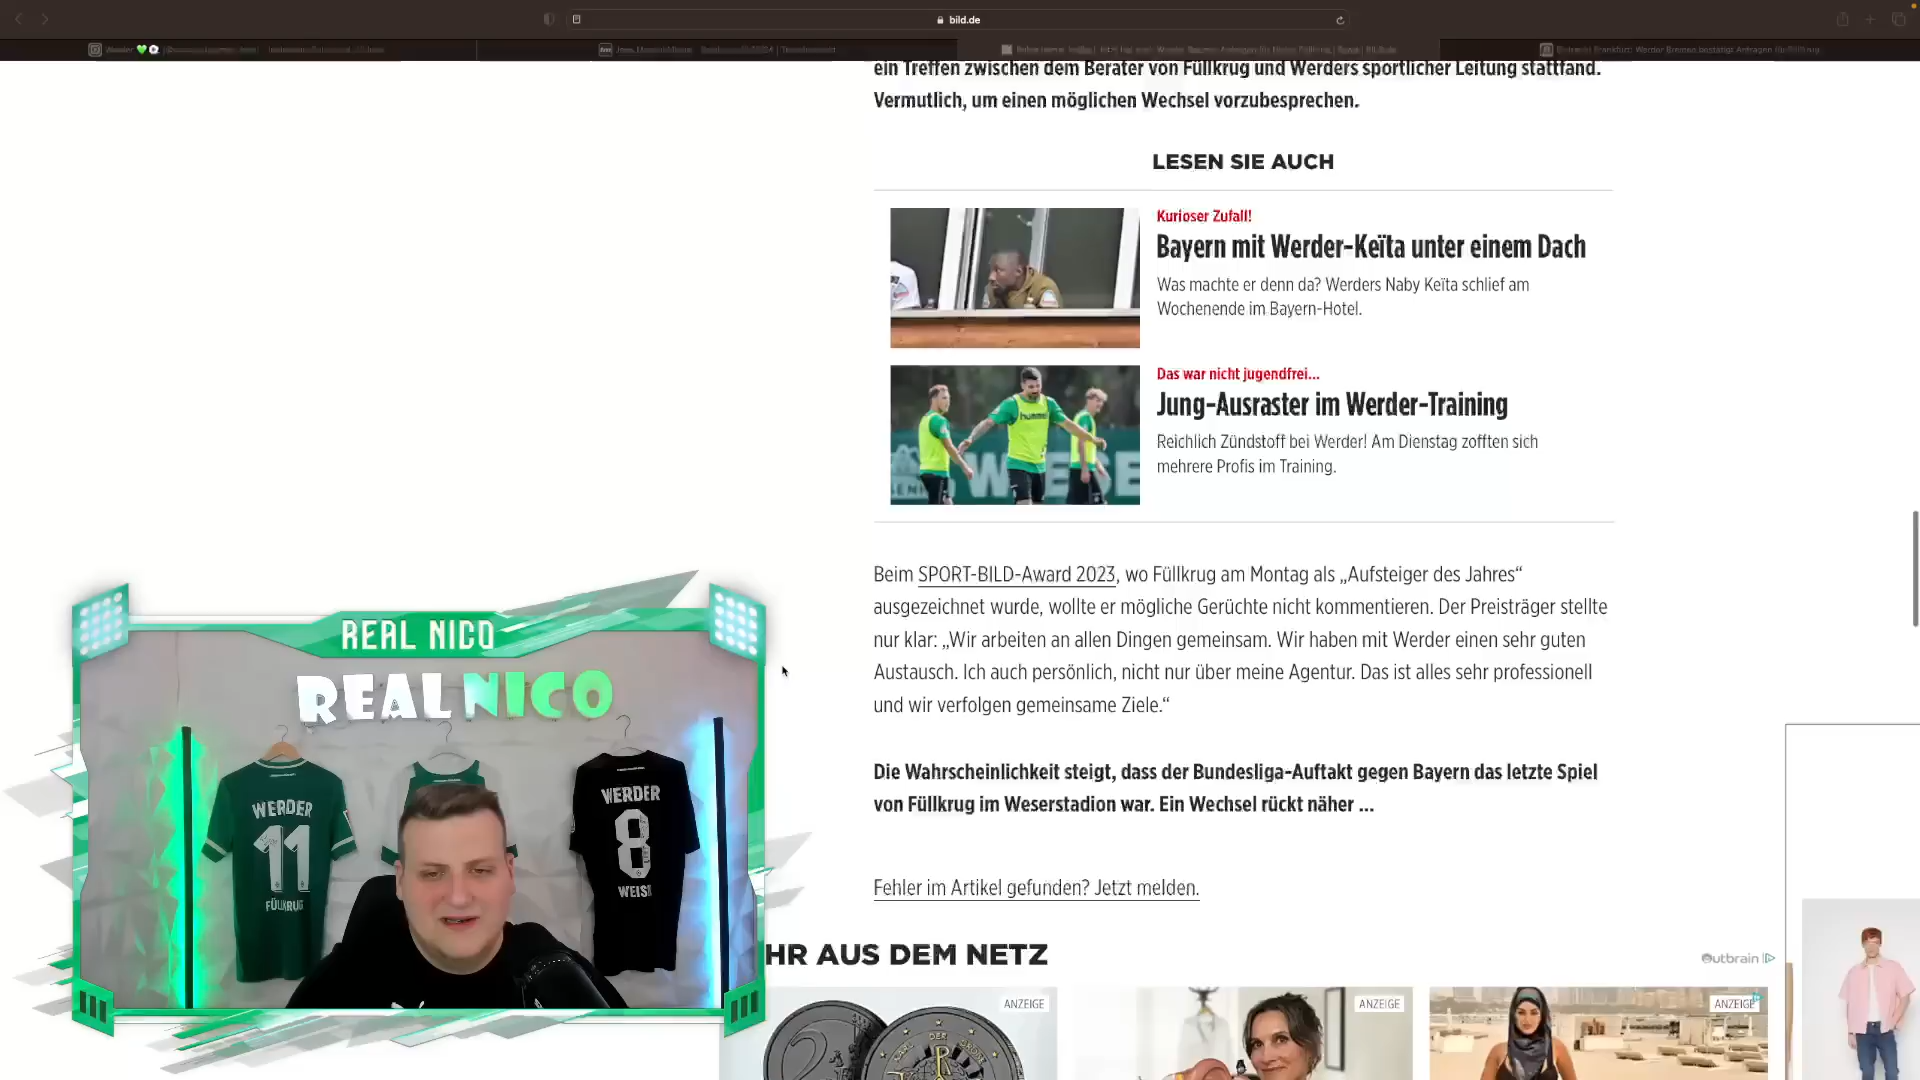 bild.de
ein Treffen zwischen dem Berater von Füllkrug und Werders sportlicher Leitung stattfand.
Vermutlich, um einen möglichen Wechsel vorzubesprechen.
LESEN SIE AUCH
Kurioser Zufall!
Bayern mit Werder-Keïta unter einem Dach
Was machte er denn da? Werders Naby Keïta schlief am
Wochenende im Bayern-Hotel.
Das war nicht jugendfrei...
Jung-Ausraster im Werder-Training
Reichlich Zündstoff bei Werder! Am Dienstag zofften sich
mehrere Profis im Training.
hummel
WIESE
Beim SPORT-BILD-Award 2023, wo Füllkrug am Montag als „Aufsteiger des Jahres“
ausgezeichnet wurde, wollte er mögliche Gerüchte nicht kommentieren. Der Preisträger stellte
nur klar: „Wir arbeiten an allen Dingen gemeinsam. Wir haben mit Werder einen sehr guten
Austausch. Ich auch persönlich, nicht nur über meine Agentur. Das ist alles sehr professionell
und wir verfolgen gemeinsame Ziele.“
Die Wahrscheinlichkeit steigt, dass der Bundesliga-Auftakt gegen Bayern das letzte Spiel
von Füllkrug im Weserstadion war. Ein Wechsel rückt näher ...
Fehler im Artikel gefunden? Jetzt melden.
HR AUS DEM NETZ
outbrain
ANZEIGE
ANZEIGE
ANZEIGE
REAL NICO
REALNICO
WERDER
11
FÜLLKRUG
WERDER
8
WEISE
2
KARL DER GROSSE